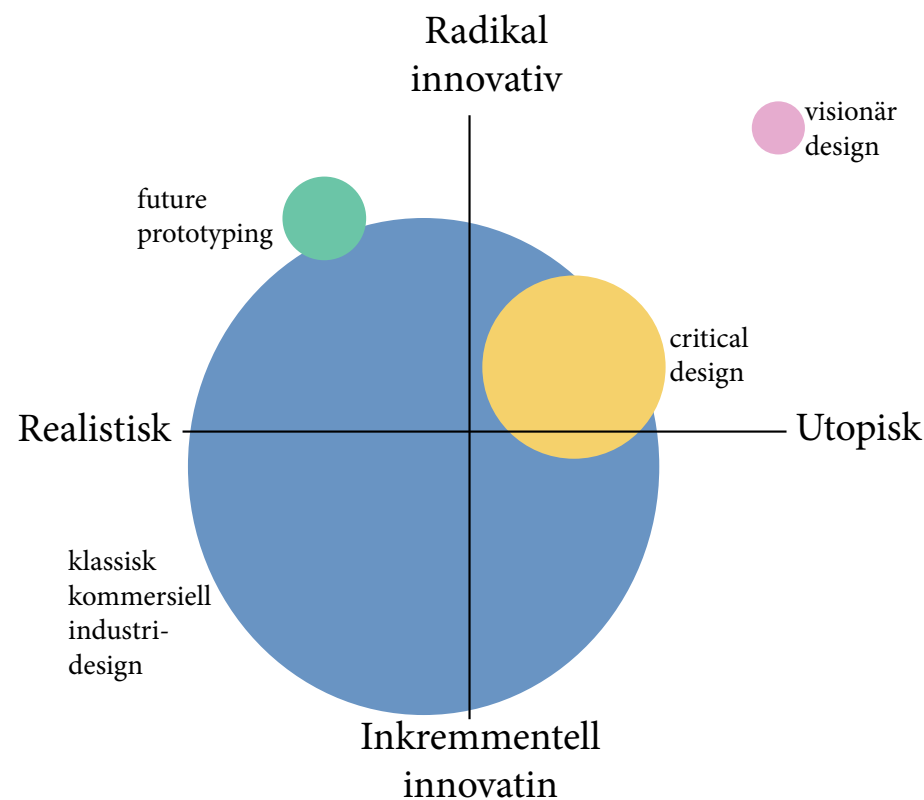 Radikal
innovativ
visionär
design
future
prototyping
critical
design
Realistisk
Utopisk
klassisk
kommersiell
industri-
design
Inkremmentell
innovatin